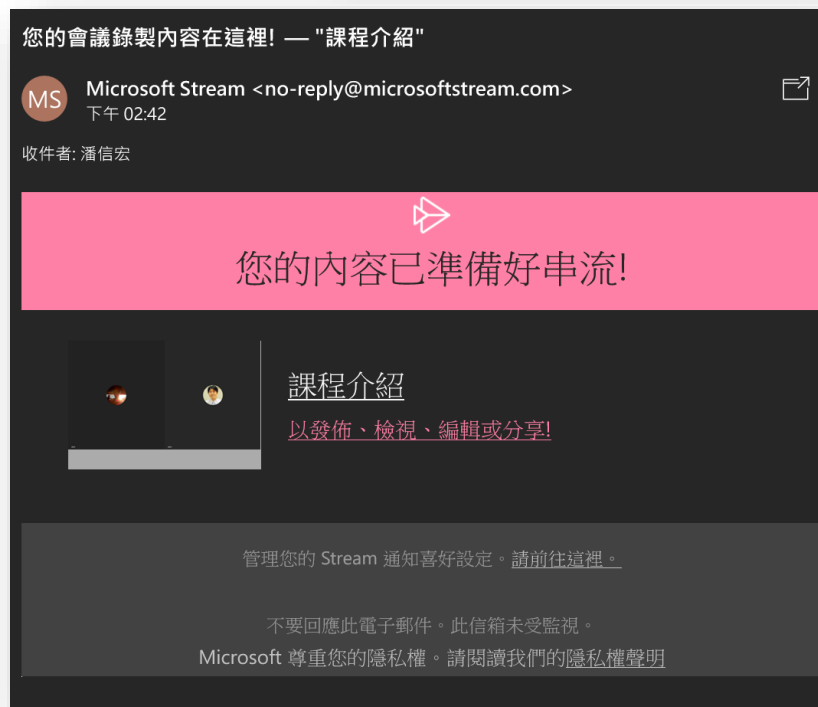 您的會議錄製內容在這裡! — "課程介紹"
MS
Microsoft Stream <no-reply@microsoftstream.com>
下午 02:42
收件者: 潘信宏
您的內容已準備好串流!
課程介紹
以發佈、檢視、編輯或分享!
管理您的 Stream 通知喜好設定。請前往這裡。
不要回應此電子郵件。此信箱未受監視。
Microsoft 尊重您的隱私權。請閱讀我們的隱私權聲明